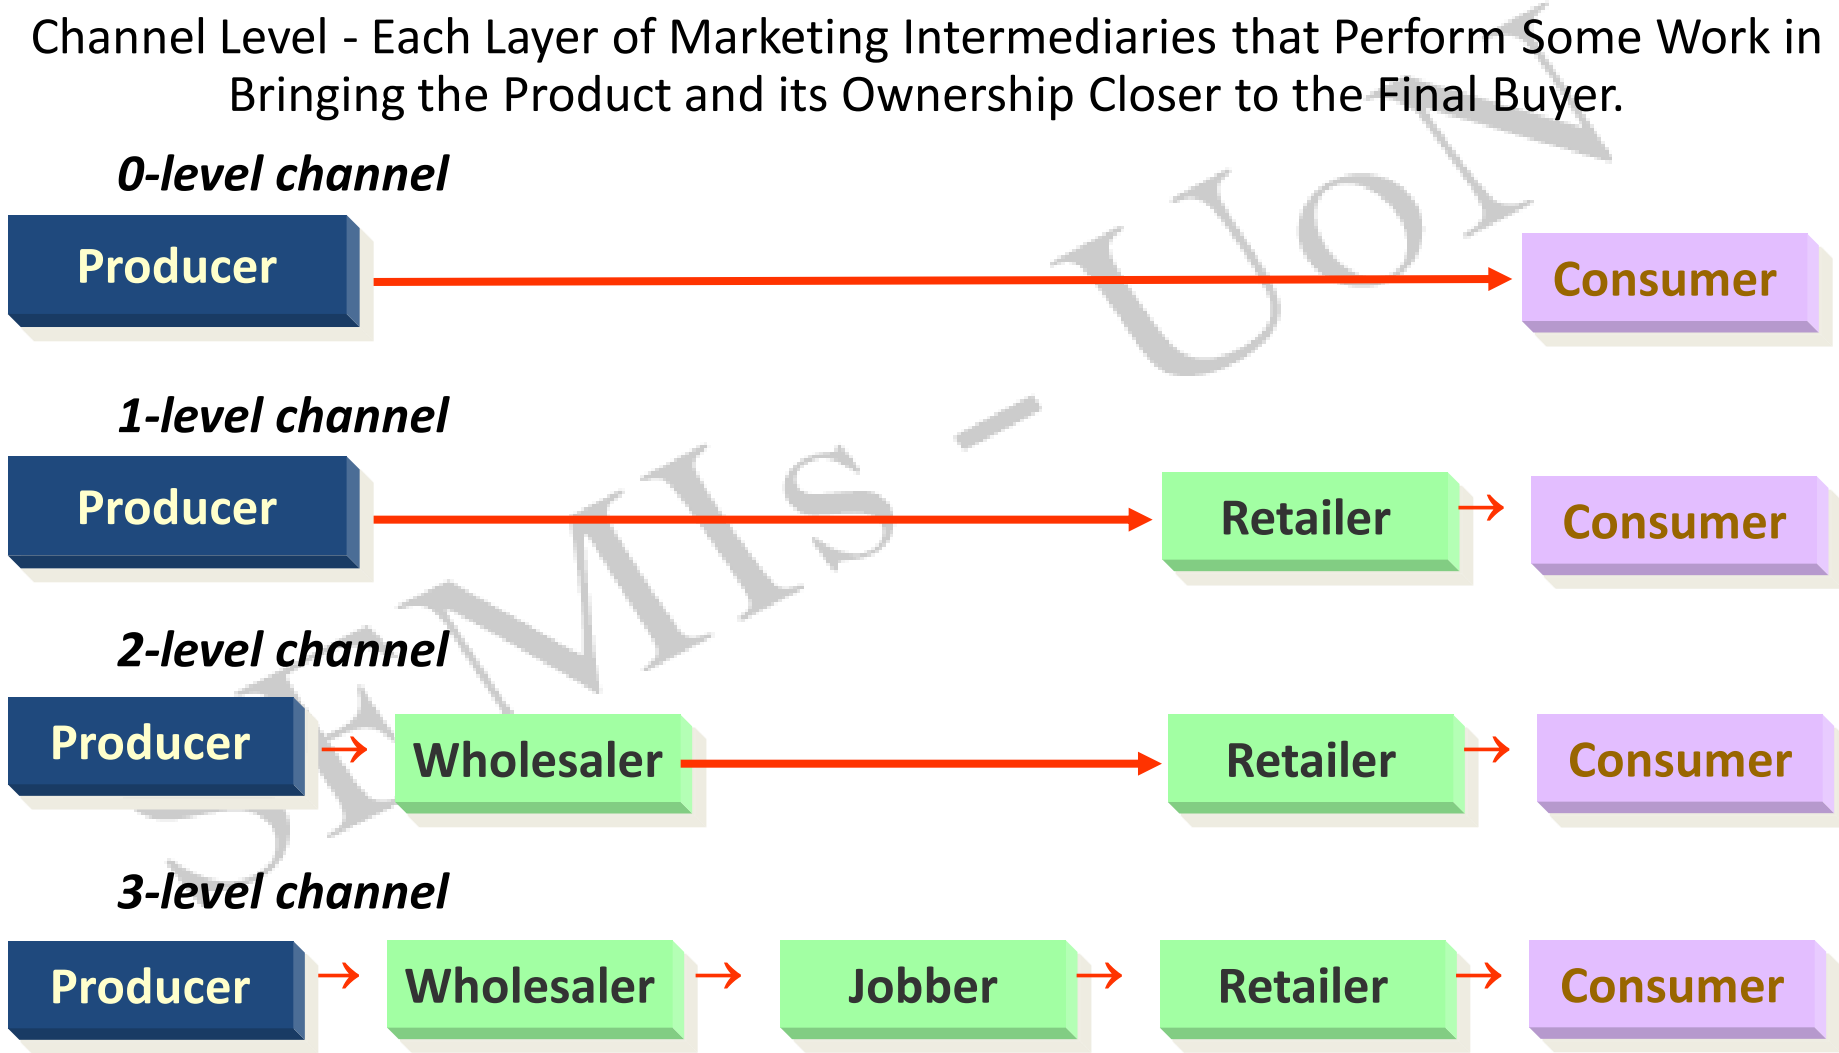 Channel Level - Each Layer of Marketing Intermediaries that Perform Some Work in
Bringing the Product and its Ownership Closer to the Final Buyer.
0-level channel
Producer
Consumer
1-level channel
Producer
Retailer
Consumer
2-level channel
Producer
Wholesaler
Retailer
Consumer
3-level channel
Producer
Wholesaler
Jobber
Retailer
Consumer
SFMIs - UoN